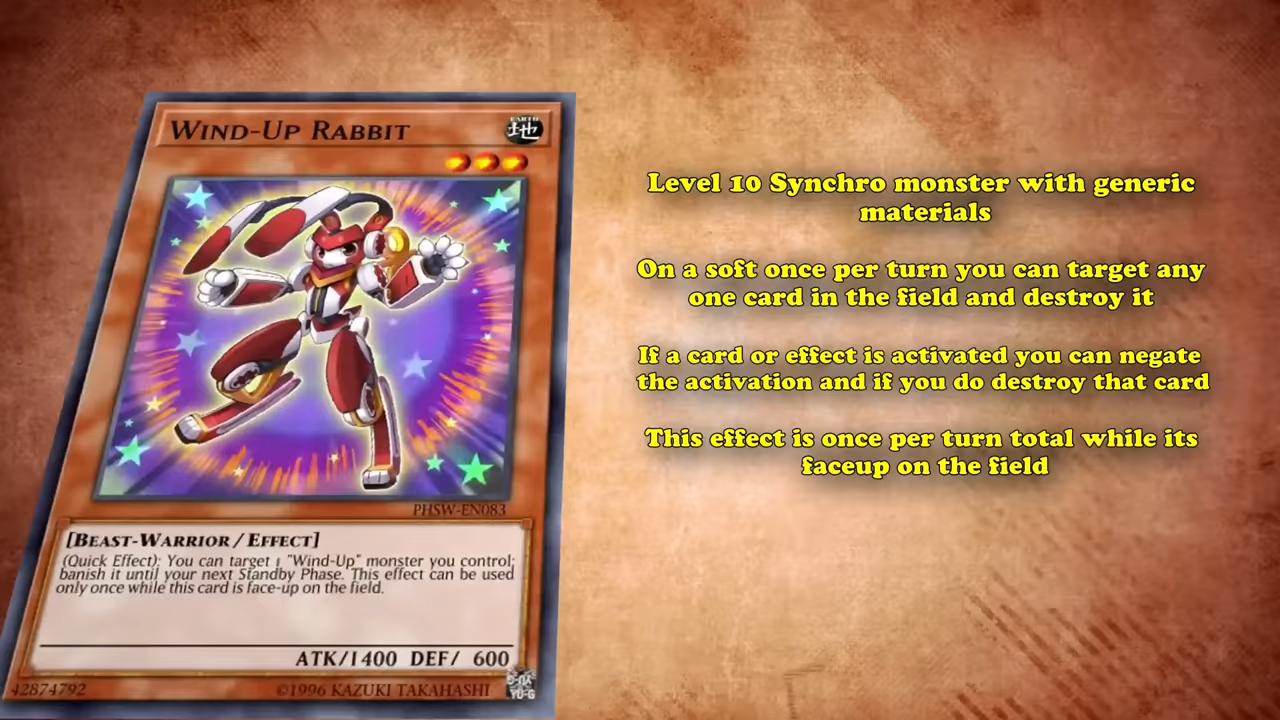 WIND-UP RABBIT
EARTH
地
PHSW-EN083
[BEAST-WARRIOR / EFFECT]
(Quick Effect): You can target 1 "Wind-Up" monster you control;
banish it until your next Standby Phase. This effect can be used
only once while this card is face-up on the field.
ATK/1400 DEF/ 600
42874792
©1996 KAZUKI TAKAHASHI
Level 10 Synchro monster with generic
materials
On a soft once per turn you can target any
one card in the field and destroy it
If a card or effect is activated you can negate
the activation and if you do destroy that card
This effect is once per turn total while its
faceup on the field